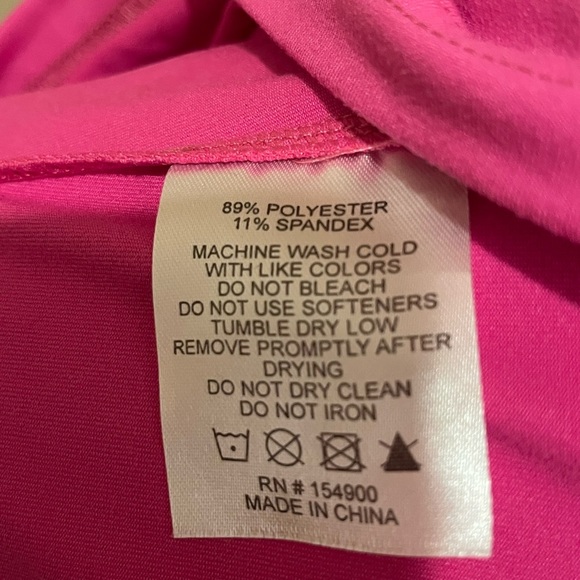 89% POLYESTER
11% SPANDEX
MACHINE WASH COLD
WITH LIKE COLORS
DO NOT BLEACH
DO NOT USE SOFTENERS
TUMBLE DRY LOW
REMOVE PROMPTLY AFTER
DRYING
DO NOT DRY CLEAN
DO NOT IRON
RN # 154900
MADE IN CHINA